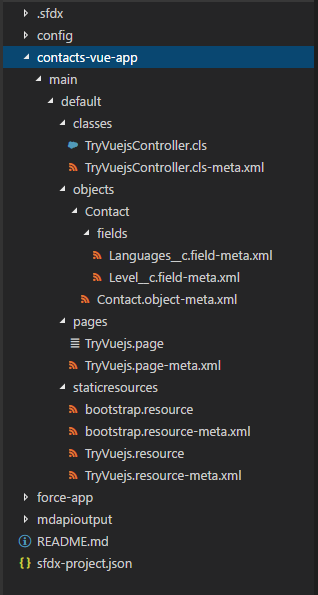 .sfdx
config
contacts-vue-app
main
default
classes
TryVuejsController.cls
TryVuejsController.cls-meta.xml
objects
Contact
fields
Languages__c.field-meta.xml
Level__c.field-meta.xml
Contact.object-meta.xml
pages
TryVuejs.page
TryVuejs.page-meta.xml
staticresources
bootstrap.resource
bootstrap.resource-meta.xml
TryVuejs.resource
TryVuejs.resource-meta.xml
force-app
mdapioutput
README.md
sfdx-project.json